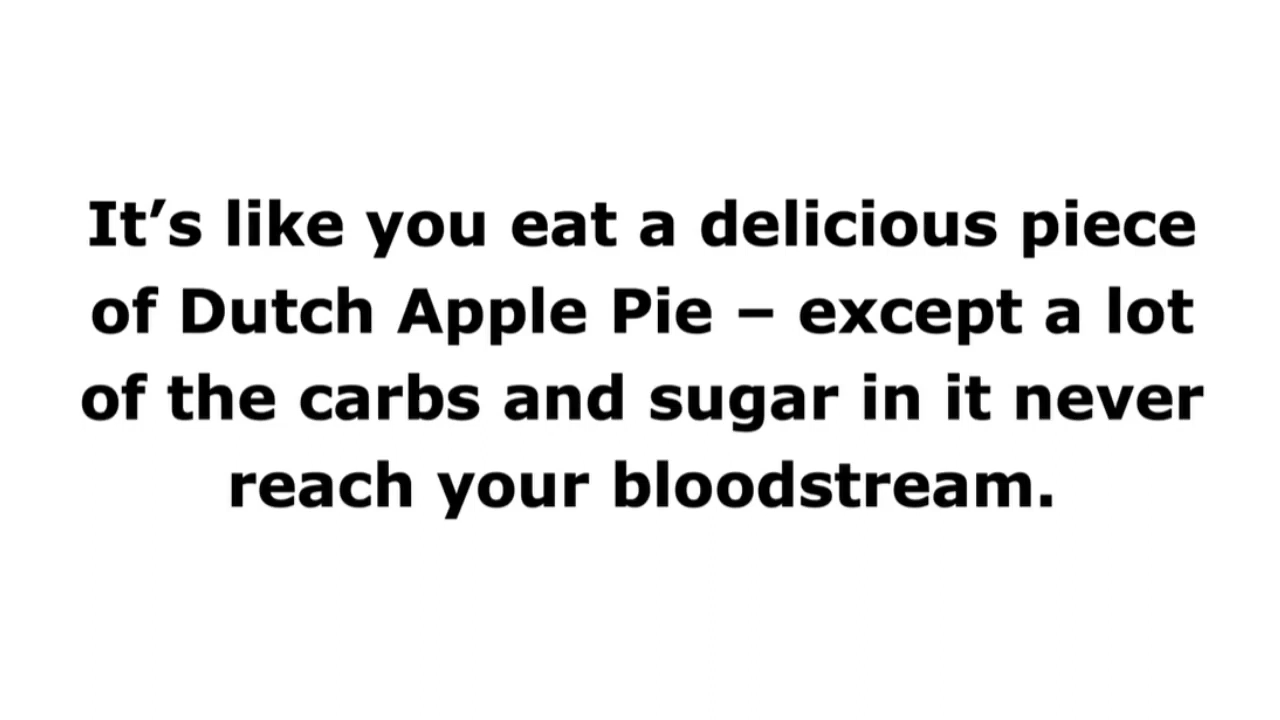 It’s like you eat a delicious piece
of Dutch Apple Pie – except a lot
of the carbs and sugar in it never
reach your bloodstream.